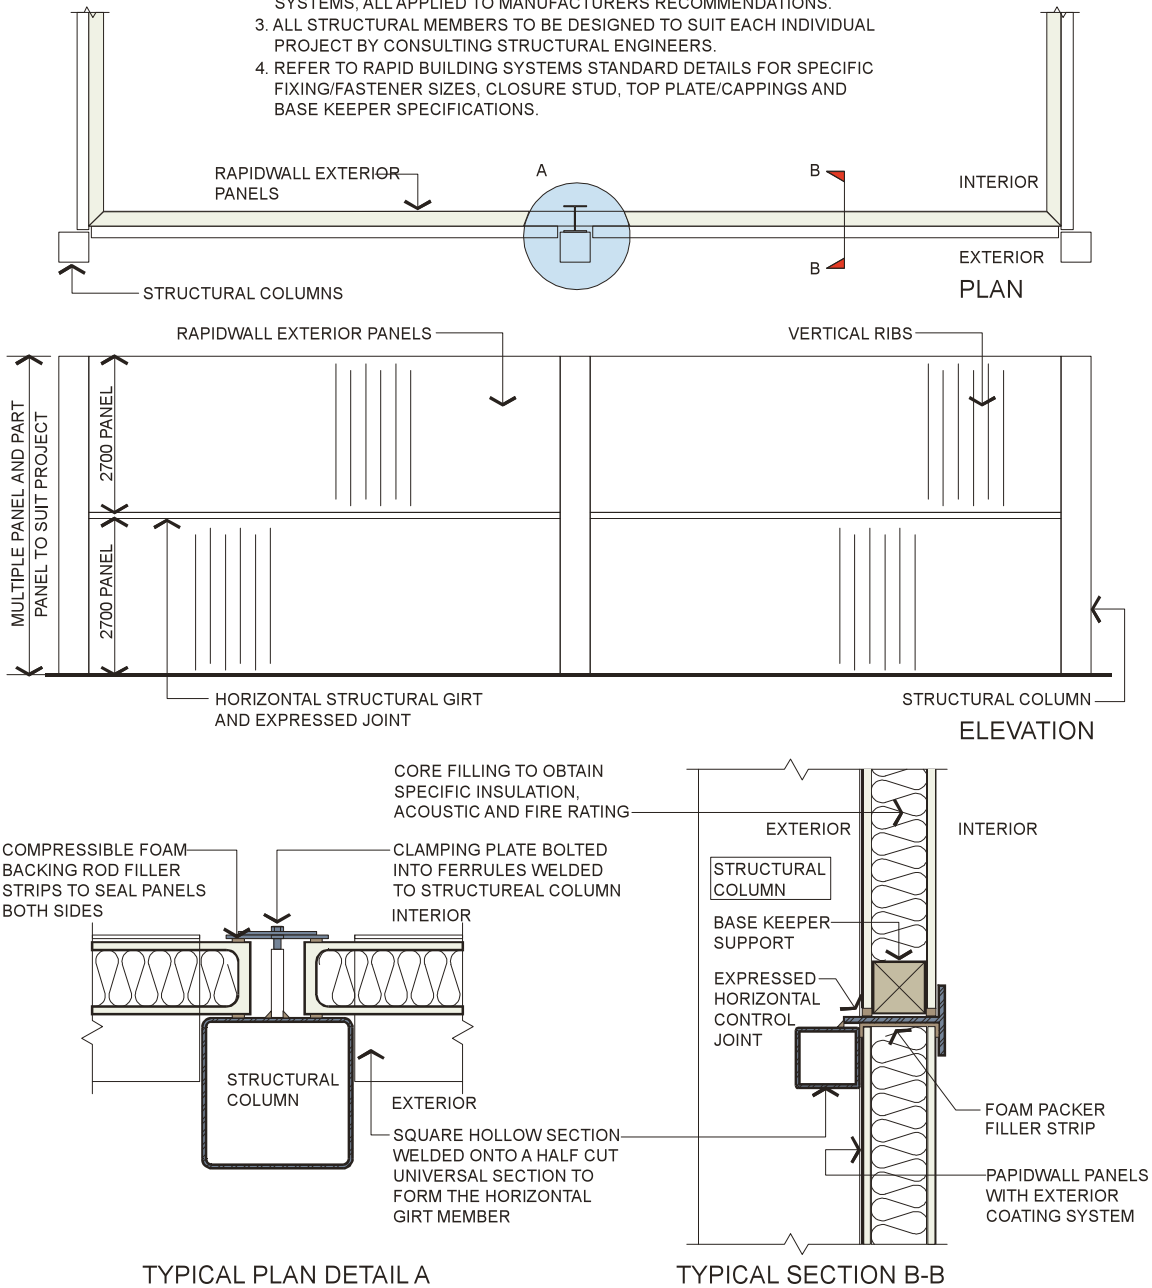 SYSTEMS, ALL APPLIED TO MANUFACTURERS RECOMMENDATIONS.
3. ALL STRUCTURAL MEMBERS TO BE DESIGNED TO SUIT EACH INDIVIDUAL
PROJECT BY CONSULTING STRUCTURAL ENGINEERS.
4. REFER TO RAPID BUILDING SYSTEMS STANDARD DETAILS FOR SPECIFIC
FIXING/FASTENER SIZES, CLOSURE STUD, TOP PLATE/CAPPINGS AND
BASE KEEPER SPECIFICATIONS.
RAPIDWALL EXTERIOR
PANELS
A
B
B
INTERIOR
EXTERIOR
PLAN
STRUCTURAL COLUMNS
RAPIDWALL EXTERIOR PANELS
VERTICAL RIBS
MULTIPLE PANEL AND PART
PANEL TO SUIT PROJECT
2700 PANEL
2700 PANEL
HORIZONTAL STRUCTURAL GIRT
AND EXPRESSED JOINT
STRUCTURAL COLUMN
ELEVATION
CORE FILLING TO OBTAIN
SPECIFIC INSULATION,
ACOUSTIC AND FIRE RATING
COMPRESSIBLE FOAM
BACKING ROD FILLER
STRIPS TO SEAL PANELS
BOTH SIDES
CLAMPING PLATE BOLTED
INTO FERRULES WELDED
TO STRUCTUREAL COLUMN
INTERIOR
STRUCTURAL
COLUMN
EXTERIOR
SQUARE HOLLOW SECTION
WELDED ONTO A HALF CUT
UNIVERSAL SECTION TO
FORM THE HORIZONTAL
GIRT MEMBER
TYPICAL PLAN DETAIL A
EXTERIOR
INTERIOR
STRUCTURAL
COLUMN
BASE KEEPER
SUPPORT
EXPRESSED
HORIZONTAL
CONTROL
JOINT
FOAM PACKER
FILLER STRIP
PAPIDWALL PANELS
WITH EXTERIOR
COATING SYSTEM
TYPICAL SECTION B-B